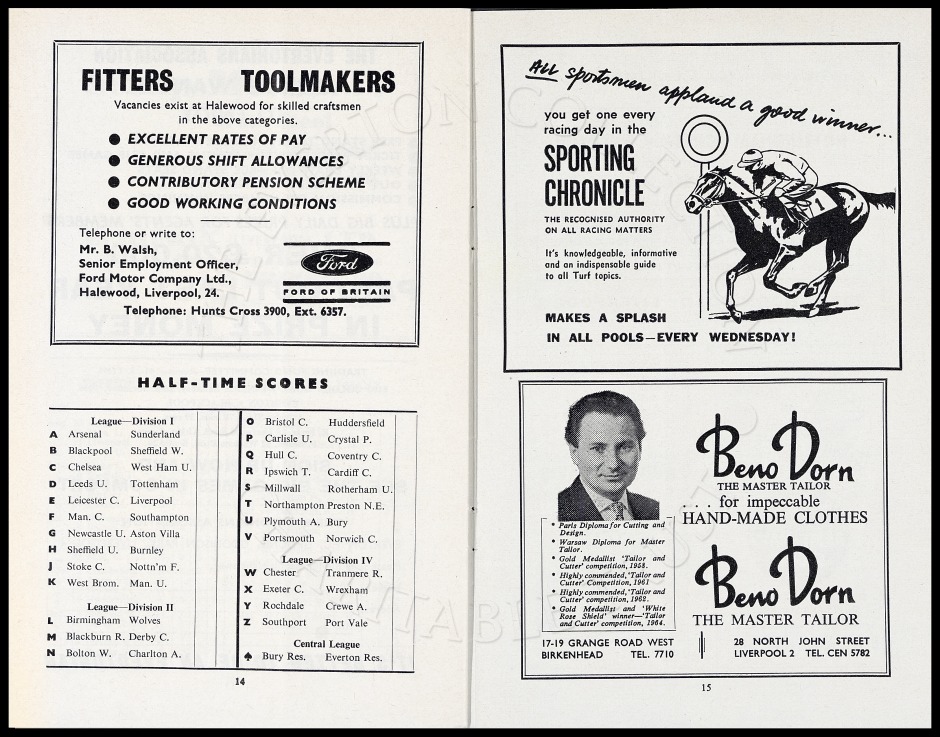 FITTERS TOOLMAKERS
Vacancies exist at Halewood for skilled craftsmen
in the above categories.
● EXCELLENT RATES OF PAY
● GENEROUS SHIFT ALLOWANCES
● CONTRIBUTORY PENSION SCHEME
● GOOD WORKING CONDITIONS
Telephone or write to:
Mr. B. Walsh,
Senior Employment Officer,
Ford Motor Company Ltd.,
Halewood, Liverpool, 24.
Ford
FORD OF BRITAIN
Telephone: Hunts Cross 3900, Ext. 6357.
HALF-TIME SCORES
League—Division I
A Arsenal Sunderland
B Blackpool Sheffield W.
C Chelsea West Ham U.
D Leeds U. Tottenham
E Leicester C. Liverpool
F Man. C. Southampton
G Newcastle U. Aston Villa
H Sheffield U. Burnley
J Stoke C. Nottn'm F.
K West Brom. Man. U.
League—Division II
L Birmingham Wolves
M Blackburn R. Derby C.
N Bolton W. Charlton A.
O Bristol C. Huddersfield
P Carlisle U. Crystal P.
Q Hull C. Coventry C.
R Ipswich T. Cardiff C.
S Millwall Rotherham U.
T Northampton Preston N.E.
U Plymouth A. Bury
V Portsmouth Norwich C.
League—Division IV
W Chester Tranmere R.
X Exeter C. Wrexham
Y Rochdale Crewe A.
Z Southport Port Vale
Central League
♠ Bury Res. Everton Res.
14
ALL sportsmen applaud a good winner...
you get one every
racing day in the
SPORTING
CHRONICLE
THE RECOGNISED AUTHORITY
ON ALL RACING MATTERS
It's knowledgeable, informative
and an indispensable guide
to all Turf topics.
1
MAKES A SPLASH
IN ALL POOLS—EVERY WEDNESDAY!
• Paris Diploma for Cutting and
Design.
• Warsaw Diploma for Master
Tailor.
• Gold Medallist 'Tailor and
Cutter' competition, 1958.
• Highly commended, 'Tailor and
Cutter' Competition, 1961
• Highly commended, 'Tailor and
Cutter' competition, 1962.
• Gold Medallist and 'White
Rose Shield' winner—'Tailor
and Cutter' competition, 1964.
Beno Dorn
THE MASTER TAILOR
. . . for impeccable
HAND-MADE CLOTHES
Beno Dorn
THE MASTER TAILOR
17-19 GRANGE ROAD WEST
BIRKENHEAD TEL. 7710
28 NORTH JOHN STREET
LIVERPOOL 2 TEL. CEN 5782
15